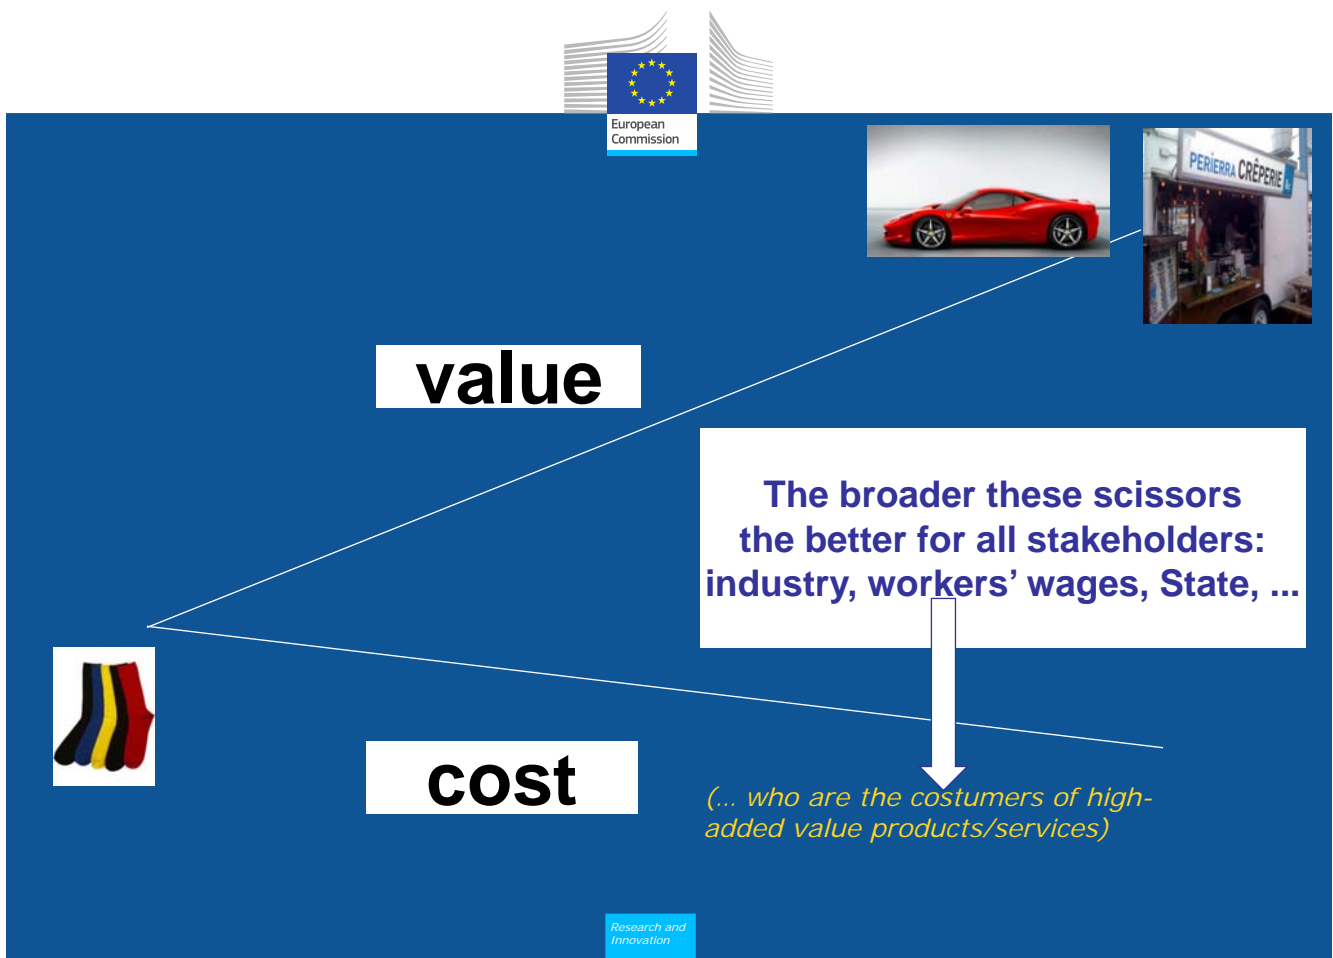 European
Commission
PERIERRA CRÊPERIE
value
The broader these scissors
the better for all stakeholders:
industry, workers’ wages, State, ...
cost
(... who are the costumers of high-
added value products/services)
Research and
Innovation